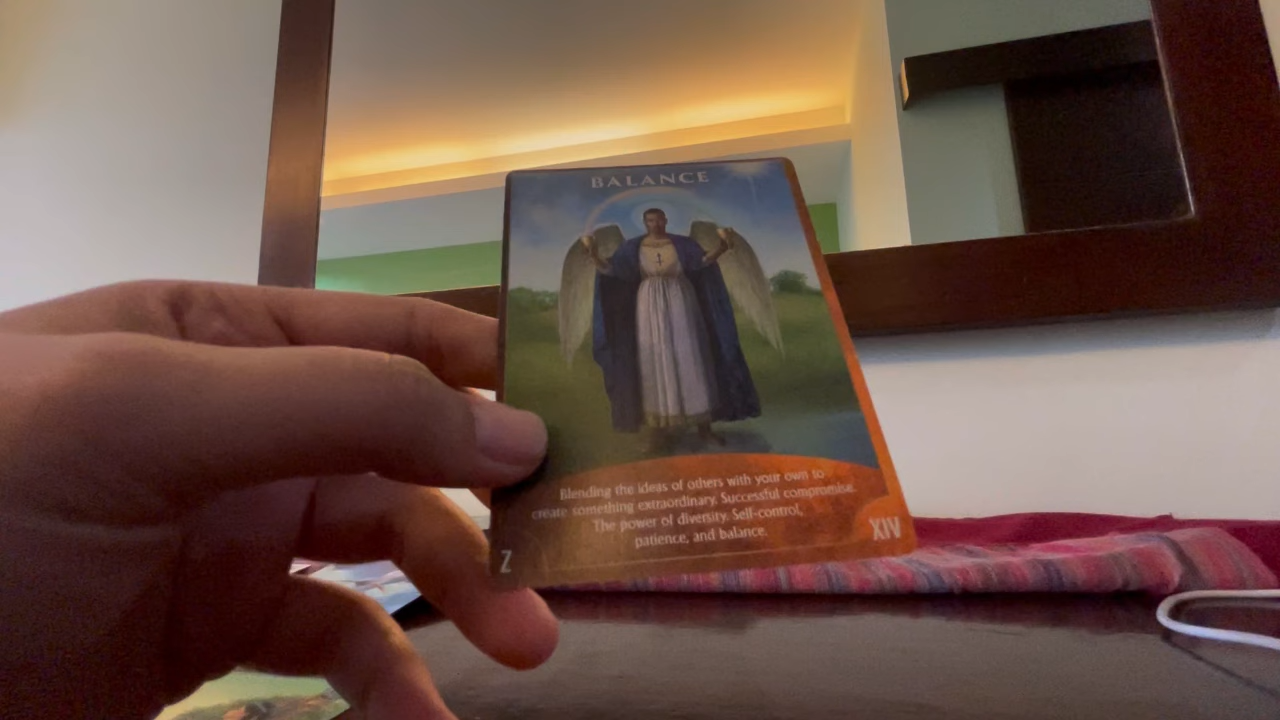 BALANCE
Blending the ideas of others with your own to
create something extraordinary. Successful compromise.
The power of diversity. Self-control,
patience, and balance.
Z
XIV